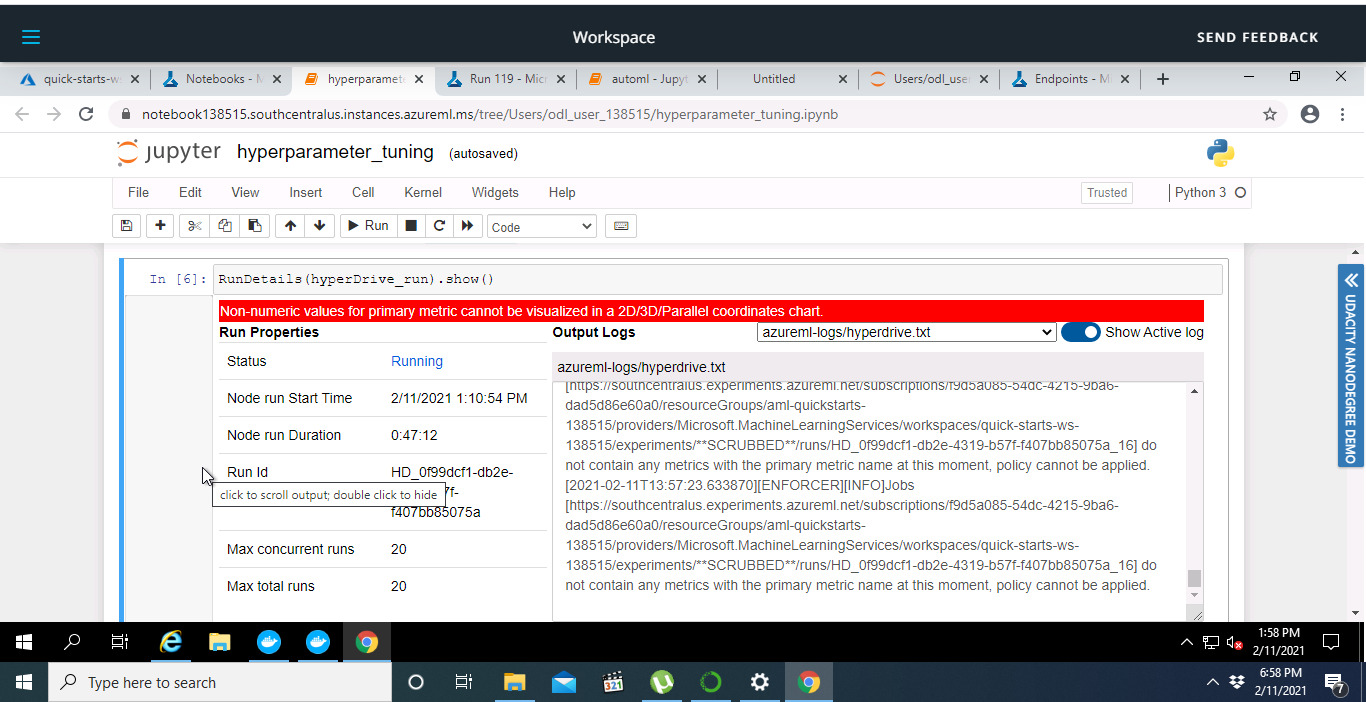 Workspace
SEND FEEDBACK
quick-starts-ws
Notebooks - M
hyperparamete
Run 119 - Micr
automl - Jupyt
Untitled
Users/odl_use
Endpoints - Mi
notebook138515.southcentralus.instances.azureml.ms/tree/Users/odl_user_138515/hyperparameter_tuning.ipynb
jupyter hyperparameter_tuning (autosaved)
File Edit View Insert Cell Kernel Widgets Help
Trusted
Python 3
Run
Code
In [6]: RunDetails(hyperDrive_run).show()
Non-numeric values for primary metric cannot be visualized in a 2D/3D/Parallel coordinates chart.
Run Properties
Status Running
Node run Start Time 2/11/2021 1:10:54 PM
Node run Duration 0:47:12
Run Id HD_0f99dcf1-db2e-
click to scroll output; double click to hide
7f-
f407bb85075a
Max concurrent runs 20
Max total runs 20
Output Logs
azureml-logs/hyperdrive.txt
Show Active log
azureml-logs/hyperdrive.txt
[https://southcentralus.experiments.azureml.net/subscriptions/f9d5a085-54dc-4215-9ba6-
dad5d86e60a0/resourceGroups/aml-quickstarts-
138515/providers/Microsoft.MachineLearningServices/workspaces/quick-starts-ws-
138515/experiments/**SCRUBBED**/runs/HD_0f99dcf1-db2e-4319-b57f-f407bb85075a_16] do
not contain any metrics with the primary metric name at this moment, policy cannot be applied.
[2021-02-11T13:57:23.633870][ENFORCER][INFO]Jobs
[https://southcentralus.experiments.azureml.net/subscriptions/f9d5a085-54dc-4215-9ba6-
dad5d86e60a0/resourceGroups/aml-quickstarts-
138515/providers/Microsoft.MachineLearningServices/workspaces/quick-starts-ws-
138515/experiments/**SCRUBBED**/runs/HD_0f99dcf1-db2e-4319-b57f-f407bb85075a_16] do
not contain any metrics with the primary metric name at this moment, policy cannot be applied.
UDACITY NANODEGREE DEMO
1:58 PM
2/11/2021
Type here to search
321
6:58 PM
2/11/2021
7